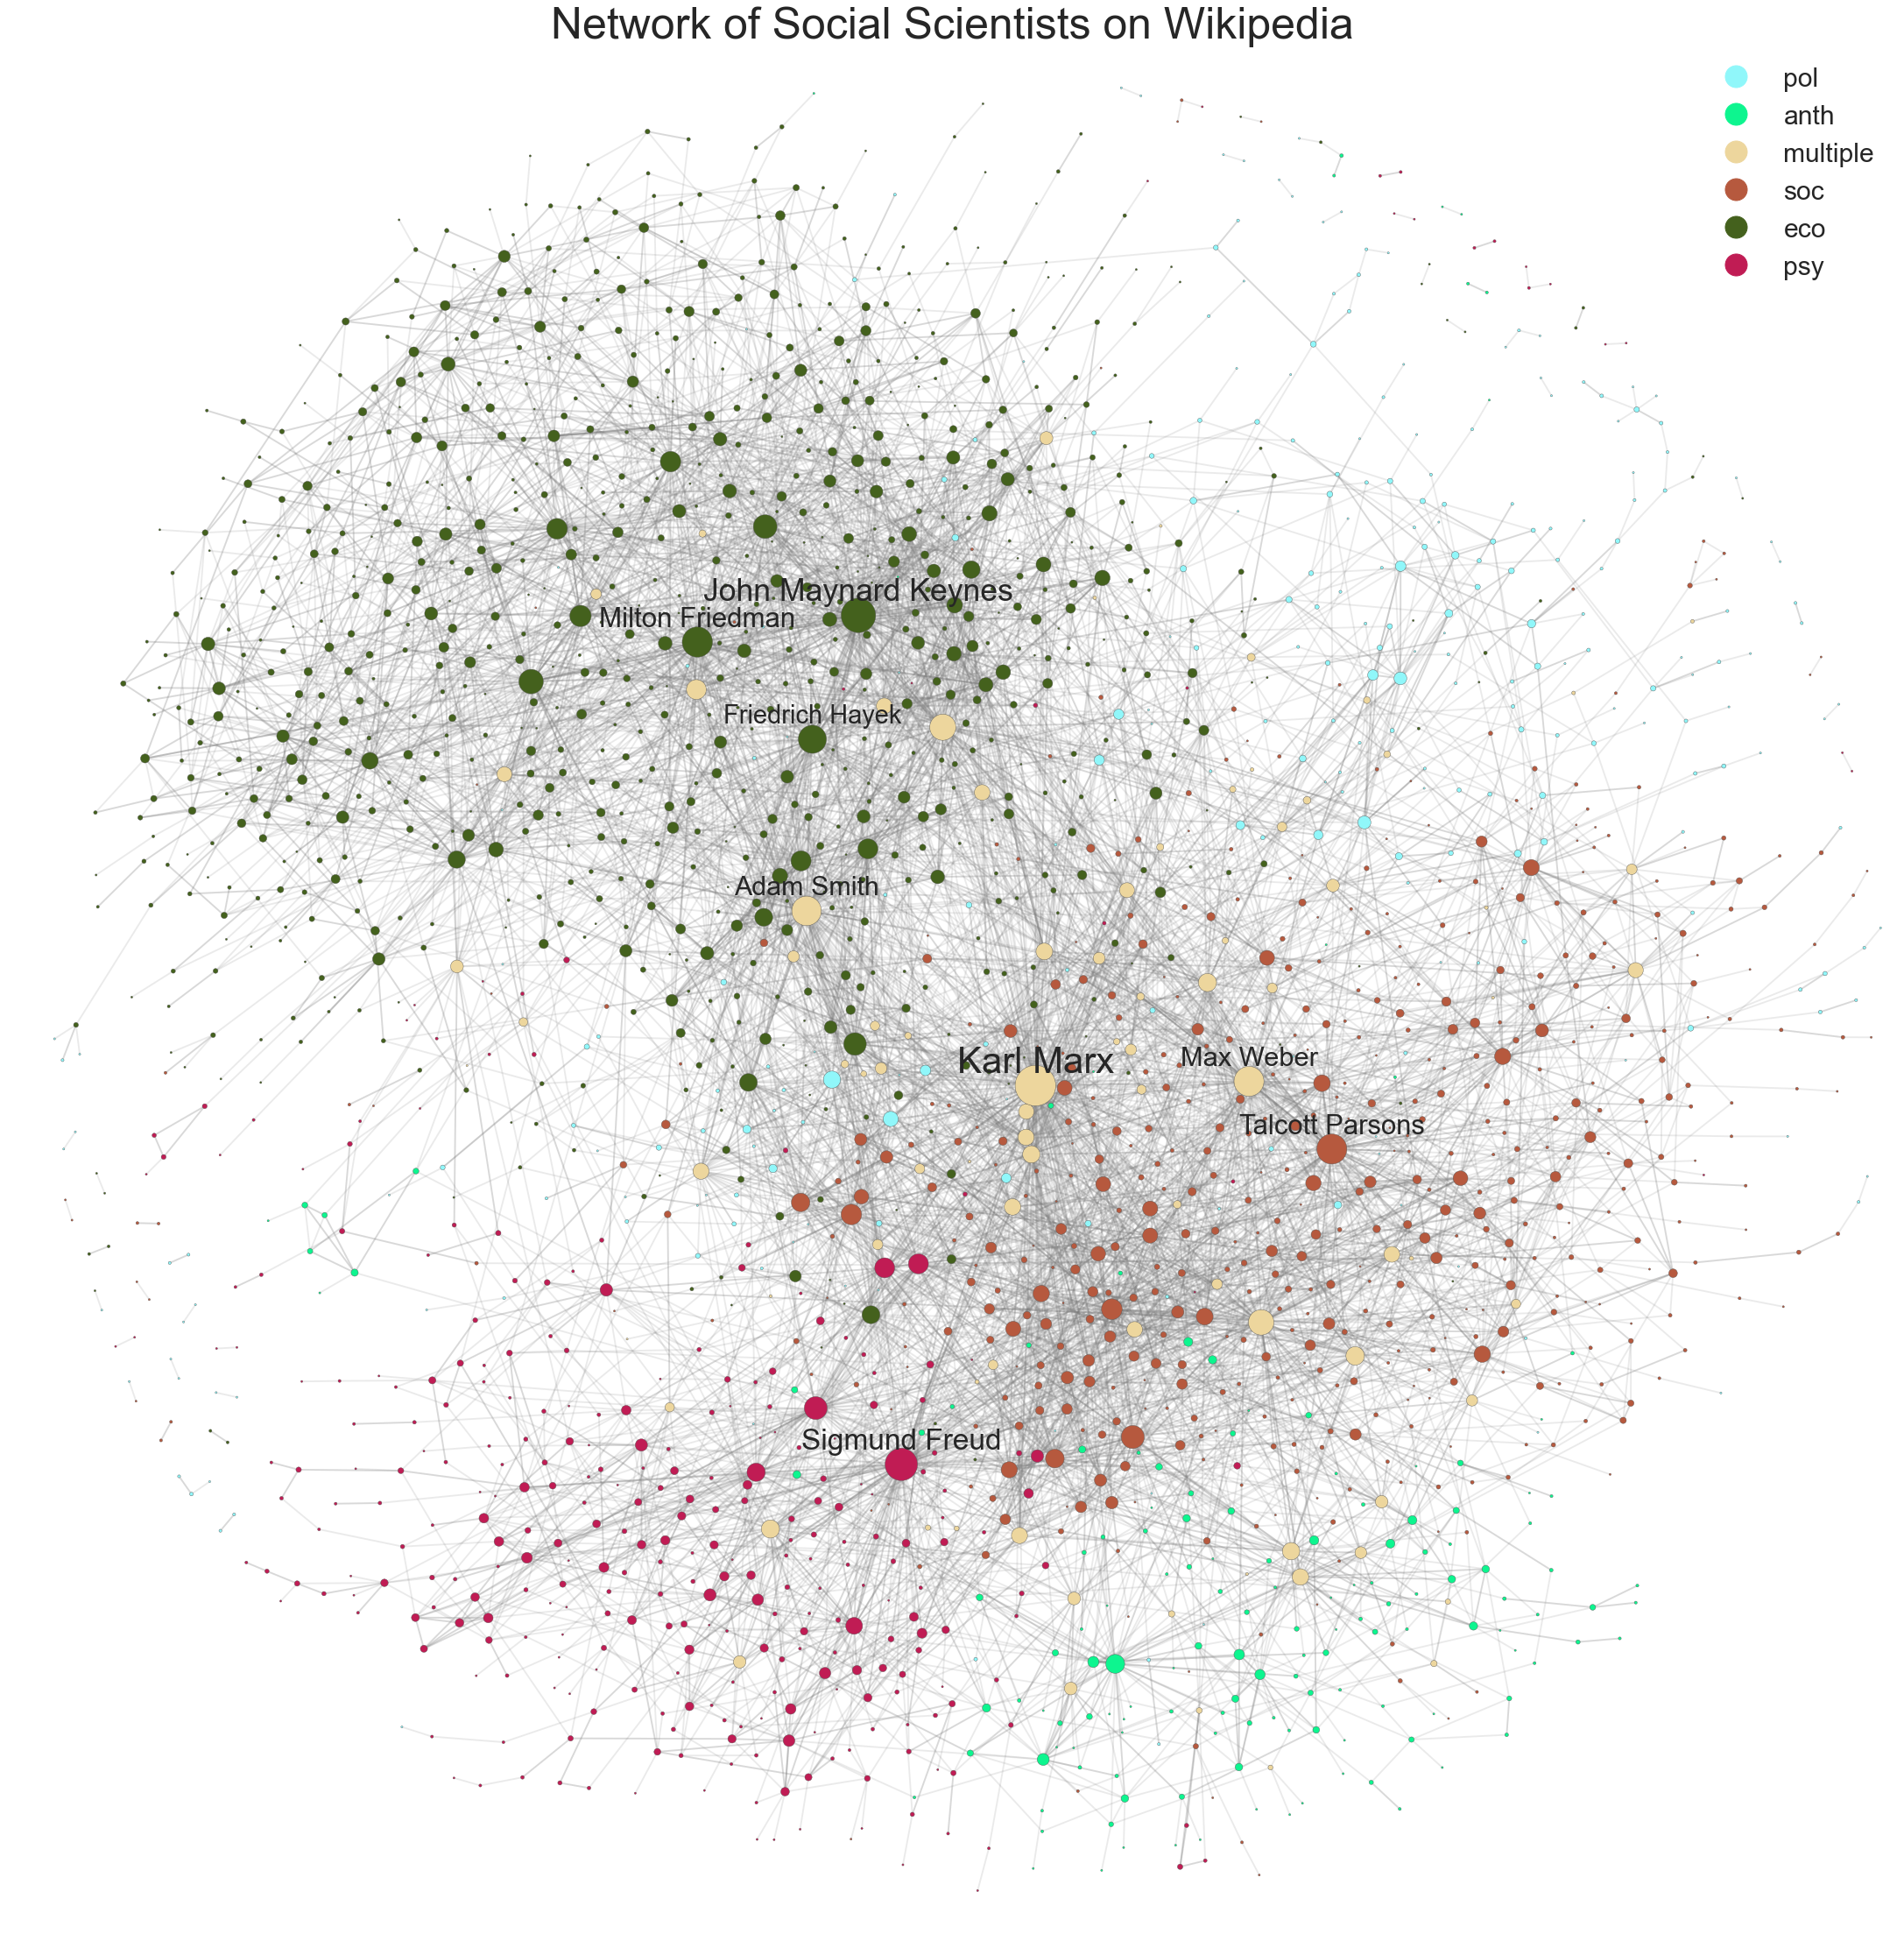 Network of Social Scientists on Wikipedia
pol
anth
multiple
soc
eco
psy
John Maynard Keynes
Milton Friedman
Friedrich Hayek
Adam Smith
Karl Marx
Max Weber
Talcott Parsons
Sigmund Freud